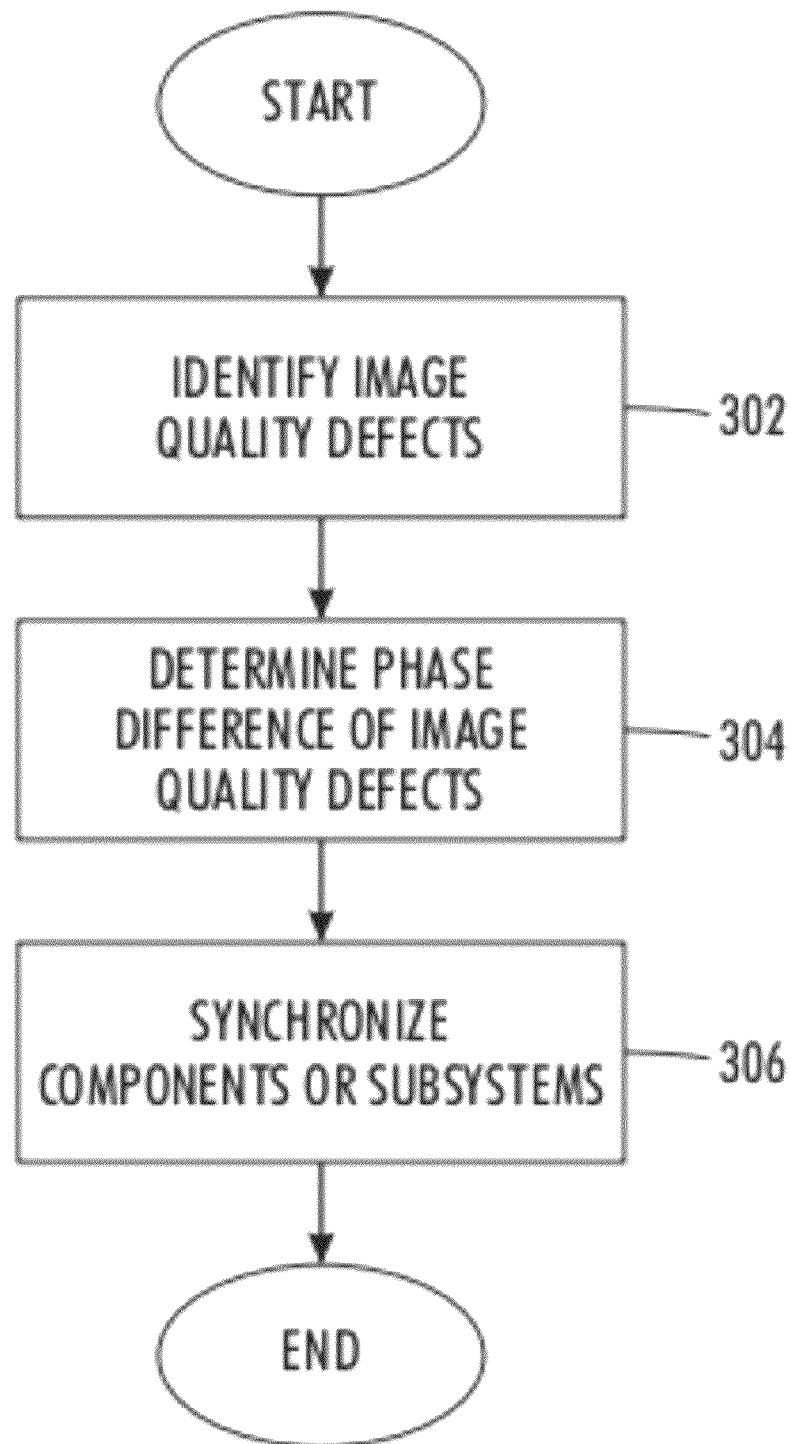 START
IDENTIFY IMAGE
QUALITY DEFECTS
302
DETERMINE PHASE
DIFFERENCE OF IMAGE
QUALITY DEFECTS
304
SYNCHRONIZE
COMPONENTS OR SUBSYSTEMS
306
END